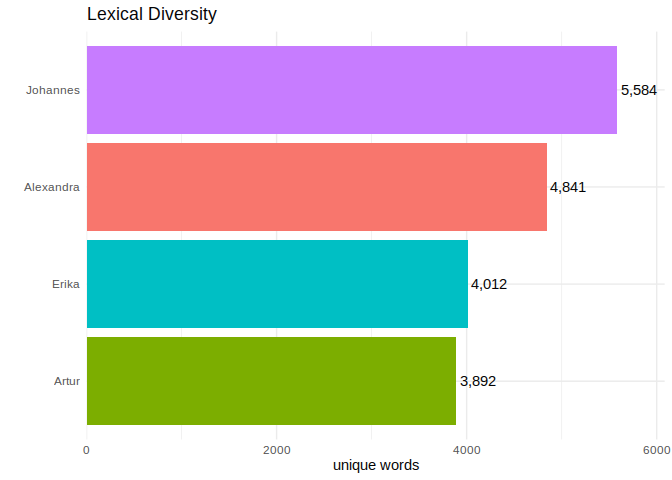 Lexical Diversity
Johannes
5,584
Alexandra
4,841
Erika
4,012
Artur
3,892
0
2000
4000
6000
unique words